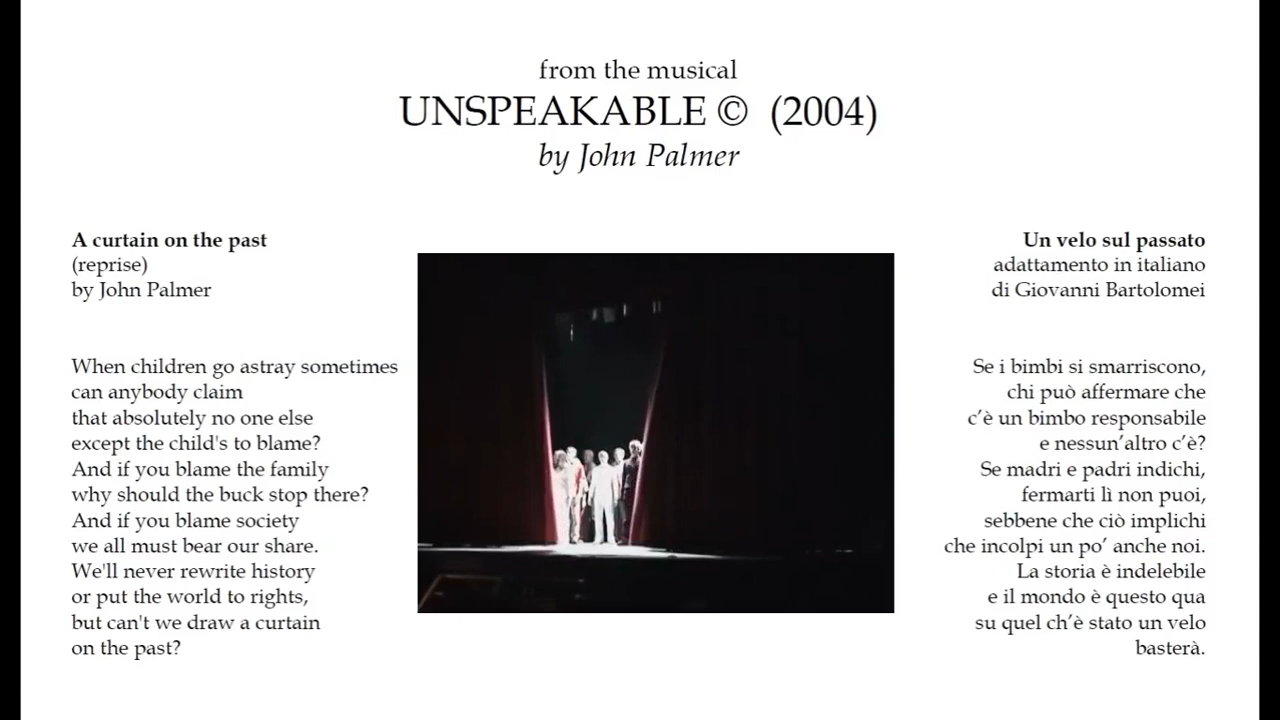 from the musical
UNSPEAKABLE © (2004)
by John Palmer
A curtain on the past
(reprise)
by John Palmer
When children go astray sometimes
can anybody claim
that absolutely no one else
except the child's to blame?
And if you blame the family
why should the buck stop there?
And if you blame society
we all must bear our share.
We'll never rewrite history
or put the world to rights,
but can't we draw a curtain
on the past?
Un velo sul passato
adattamento in italiano
di Giovanni Bartolomei
Se i bimbi si smarriscono,
chi può affermare che
c’è un bimbo responsabile
e nessun’altro c’è?
Se madri e padri indichi,
fermarti lì non puoi,
sebbene che ciò implichi
che incolpi un po’ anche noi.
La storia è indelebile
e il mondo è questo qua
su quel ch’è stato un velo
basterà.